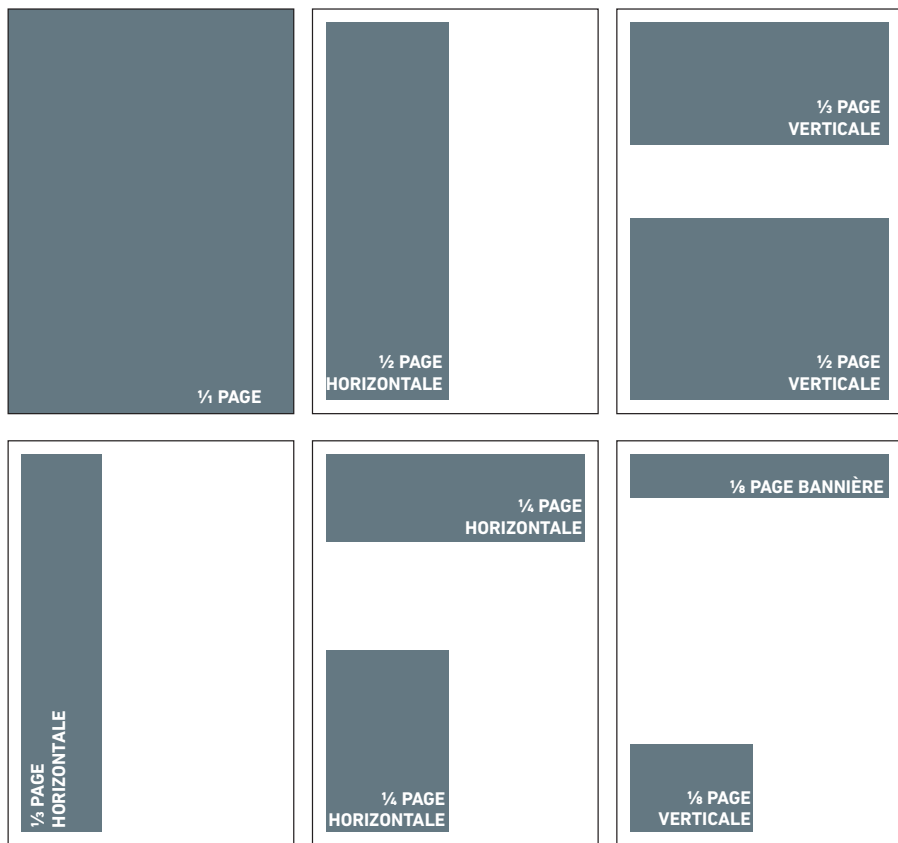 ⅟₁ PAGE
½ PAGE
HORIZONTALE
⅓ PAGE
VERTICALE
½ PAGE
VERTICALE
⅓ PAGE
HORIZONTALE
¼ PAGE
HORIZONTALE
¼ PAGE
HORIZONTALE
⅛ PAGE BANNIÈRE
⅛ PAGE
VERTICALE